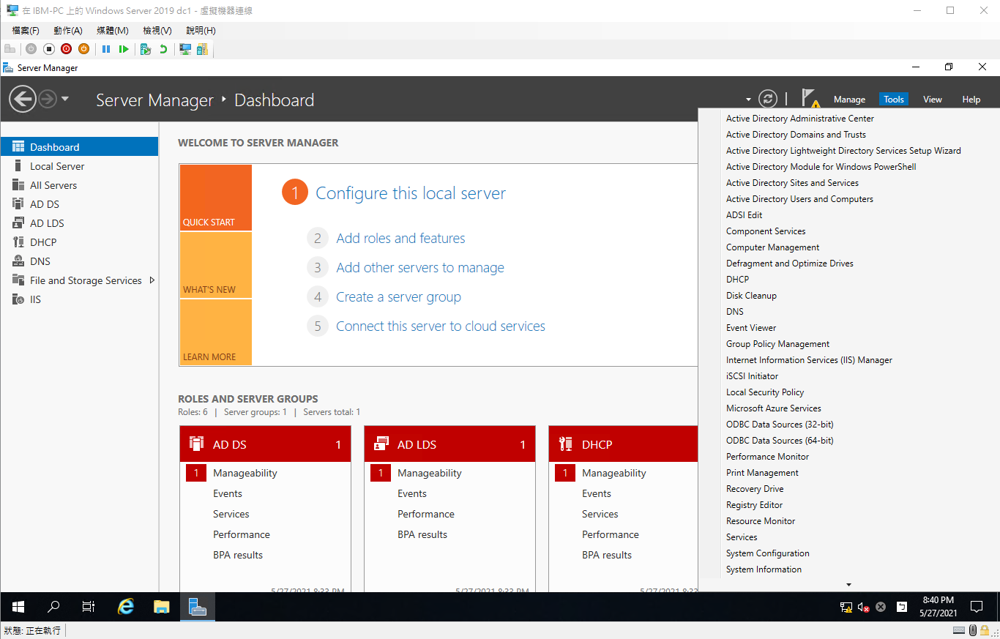 在 IBM-PC 上的 Windows Server 2019 dc1 - 虛擬機器連線
檔案(F) 動作(A) 媒體(M) 檢視(V) 說明(H)
Server Manager
Server Manager ‣ Dashboard
Manage Tools View Help
Dashboard
Local Server
All Servers
AD DS
AD LDS
DHCP
DNS
File and Storage Services
IIS
WELCOME TO SERVER MANAGER
QUICK START
WHAT'S NEW
LEARN MORE
1 Configure this local server
2 Add roles and features
3 Add other servers to manage
4 Create a server group
5 Connect this server to cloud services
ROLES AND SERVER GROUPS
Roles: 6 | Server groups: 1 | Servers total: 1
AD DS 1
1 Manageability
Events
Services
Performance
BPA results
5/27/2021 8:33 PM
AD LDS 1
1 Manageability
Events
Performance
BPA results
5/27/2021 8:33 PM
DHCP
1 Manageability
Events
Services
Performance
BPA results
5/27/2021 8:33
Active Directory Administrative Center
Active Directory Domains and Trusts
Active Directory Lightweight Directory Services Setup Wizard
Active Directory Module for Windows PowerShell
Active Directory Sites and Services
Active Directory Users and Computers
ADSI Edit
Component Services
Computer Management
Defragment and Optimize Drives
DHCP
Disk Cleanup
DNS
Event Viewer
Group Policy Management
Internet Information Services (IIS) Manager
iSCSI Initiator
Local Security Policy
Microsoft Azure Services
ODBC Data Sources (32-bit)
ODBC Data Sources (64-bit)
Performance Monitor
Print Management
Recovery Drive
Registry Editor
Resource Monitor
Services
System Configuration
System Information
8:40 PM
5/27/2021
狀態: 正在執行